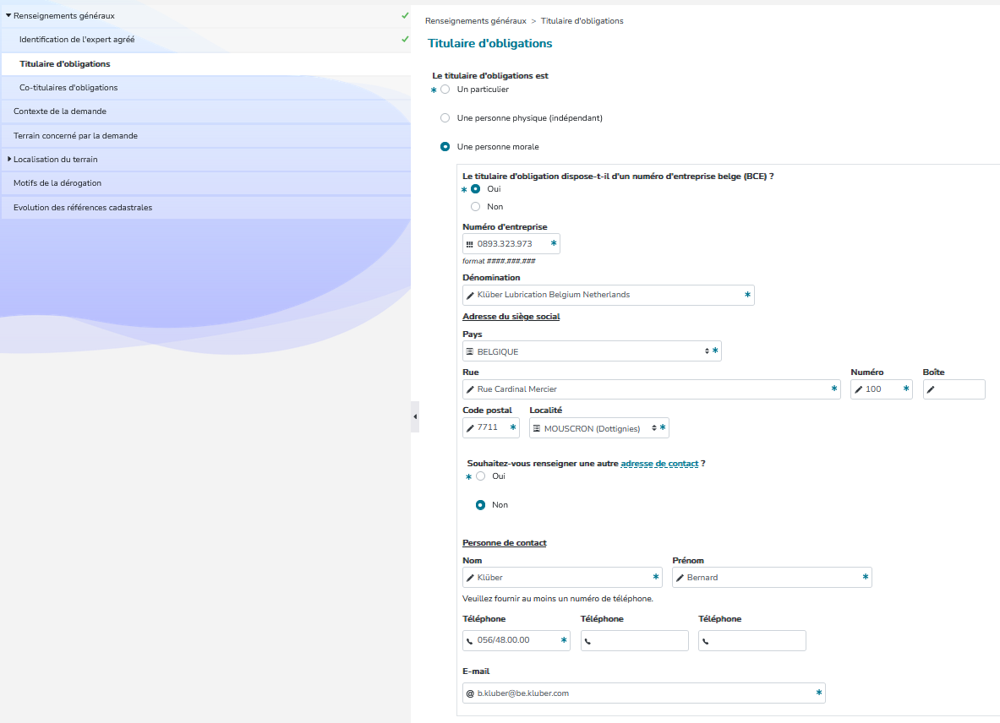 Renseignements généraux
Identification de l'expert agréé
Titulaire d'obligations
Co-titulaires d'obligations
Contexte de la demande
Terrain concerné par la demande
Localisation du terrain
Motifs de la dérogation
Evolution des références cadastrales
Renseignements généraux > Titulaire d'obligations
Titulaire d'obligations
Le titulaire d'obligations est
* Un particulier
Une personne physique (indépendant)
Une personne morale
Le titulaire d'obligation dispose-t-il d'un numéro d'entreprise belge (BCE) ?
* Oui
Non
Numéro d'entreprise
0893.323.973 *
format ####.###.###
Dénomination
Klüber Lubrication Belgium Netherlands *
Adresse du siège social
Pays
BELGIQUE *
Rue Numéro Boîte
Rue Cardinal Mercier * 100 *
Code postal Localité
7711 * MOUSCRON (Dottignies) *
Souhaitez-vous renseigner une autre adresse de contact ?
* Oui
Non
Personne de contact
Nom Prénom
Klüber * Bernard *
Veuillez fournir au moins un numéro de téléphone.
Téléphone Téléphone Téléphone
056/48.00.00 *
E-mail
@ b.kluber@be.kluber.com *